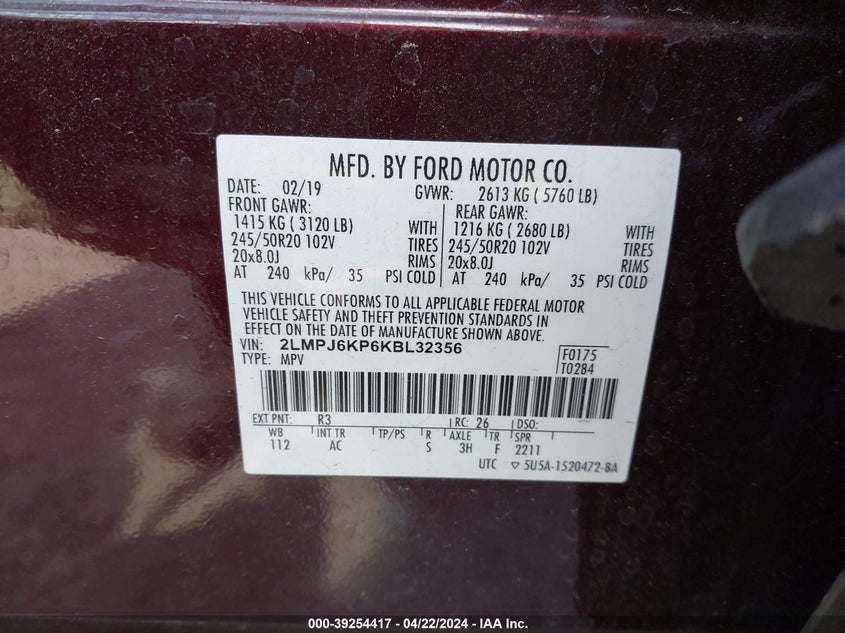 MFD. BY FORD MOTOR CO.
DATE: 02/19 GVWR: 2613 KG ( 5760 LB)
FRONT GAWR: REAR GAWR:
1415 KG ( 3120 LB) WITH 1216 KG ( 2680 LB) WITH
245/50R20 102V TIRES 245/50R20 102V TIRES
20x8.0J RIMS 20x8.0J RIMS
AT 240 kPa/ 35 PSI COLD AT 240 kPa/ 35 PSI COLD
THIS VEHICLE CONFORMS TO ALL APPLICABLE FEDERAL MOTOR
VEHICLE SAFETY AND THEFT PREVENTION STANDARDS IN
EFFECT ON THE DATE OF MANUFACTURE SHOWN ABOVE.
VIN: 2LMPJ6KP6KBL32356 F0175
TYPE: MPV T0284
EXT PNT: R3 RC: 26 DSO:
WB INT TR TP/PS R AXLE TR SPR
112 AC S 3H F 2211
UTC ▽ 5U5A-1520472-BA
000-39254417 - 04/22/2024 - IAA Inc.